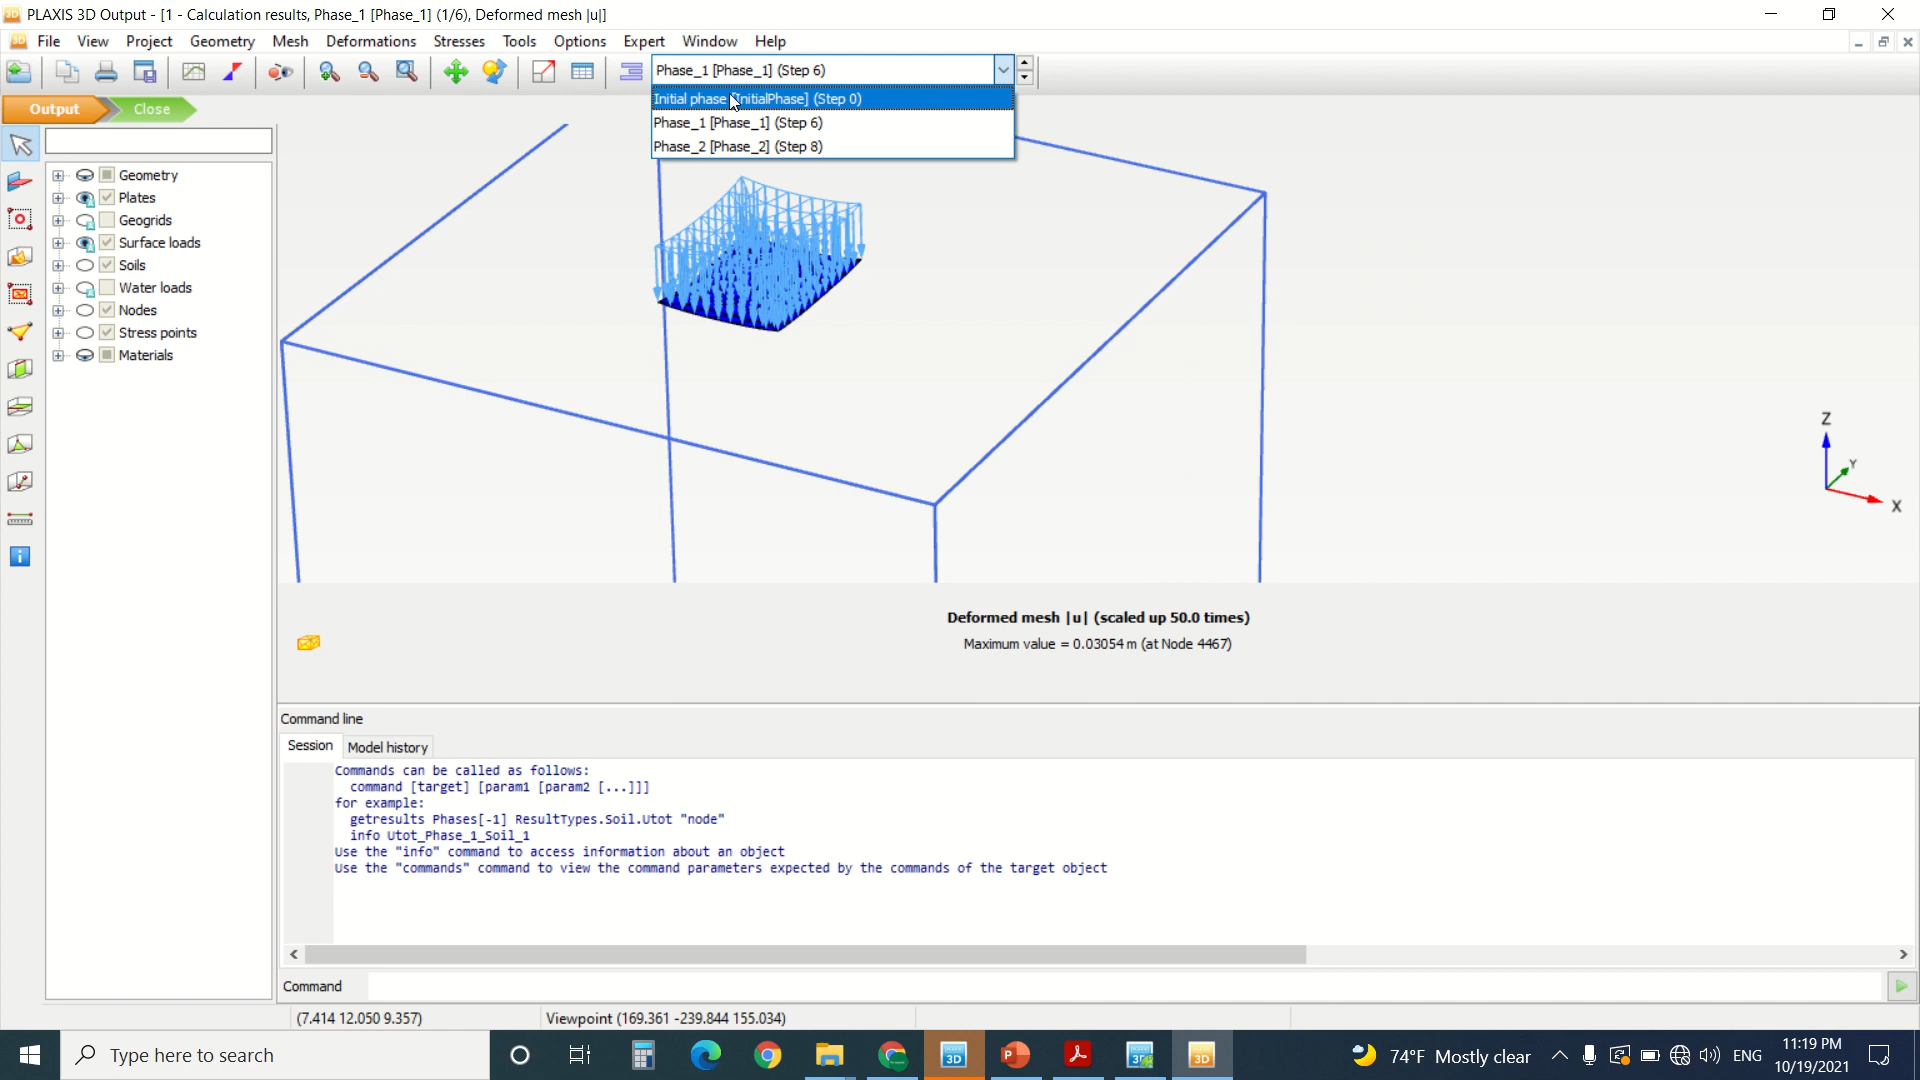 PLAXIS 3D Output - [1 - Calculation results, Phase_1 [Phase_1] (1/6), Deformed mesh |u|]
File View Project Geometry Mesh Deformations Stresses Tools Options Expert Window Help
Phase_1 [Phase_1] (Step 6)
Initial phase [InitialPhase] (Step 0)
Phase_1 [Phase_1] (Step 6)
Phase_2 [Phase_2] (Step 8)
Output Close
Geometry
Plates
Geogrids
Surface loads
Soils
Water loads
Nodes
Stress points
Materials
Z
Y
X
Deformed mesh |u| (scaled up 50.0 times)
Maximum value = 0.03054 m (at Node 4467)
Command line
Session Model history
Commands can be called as follows:
command [target] [param1 [param2 [...]]]
for example:
getresults Phases[-1] ResultTypes.Soil.Utot "node"
info Utot_Phase_1_Soil_1
Use the "info" command to access information about an object
Use the "commands" command to view the command parameters expected by the commands of the target object
Command
(7.414 12.050 9.357) Viewpoint (169.361 -239.844 155.034)
Type here to search
74°F Mostly clear
ENG
11:19 PM
10/19/2021